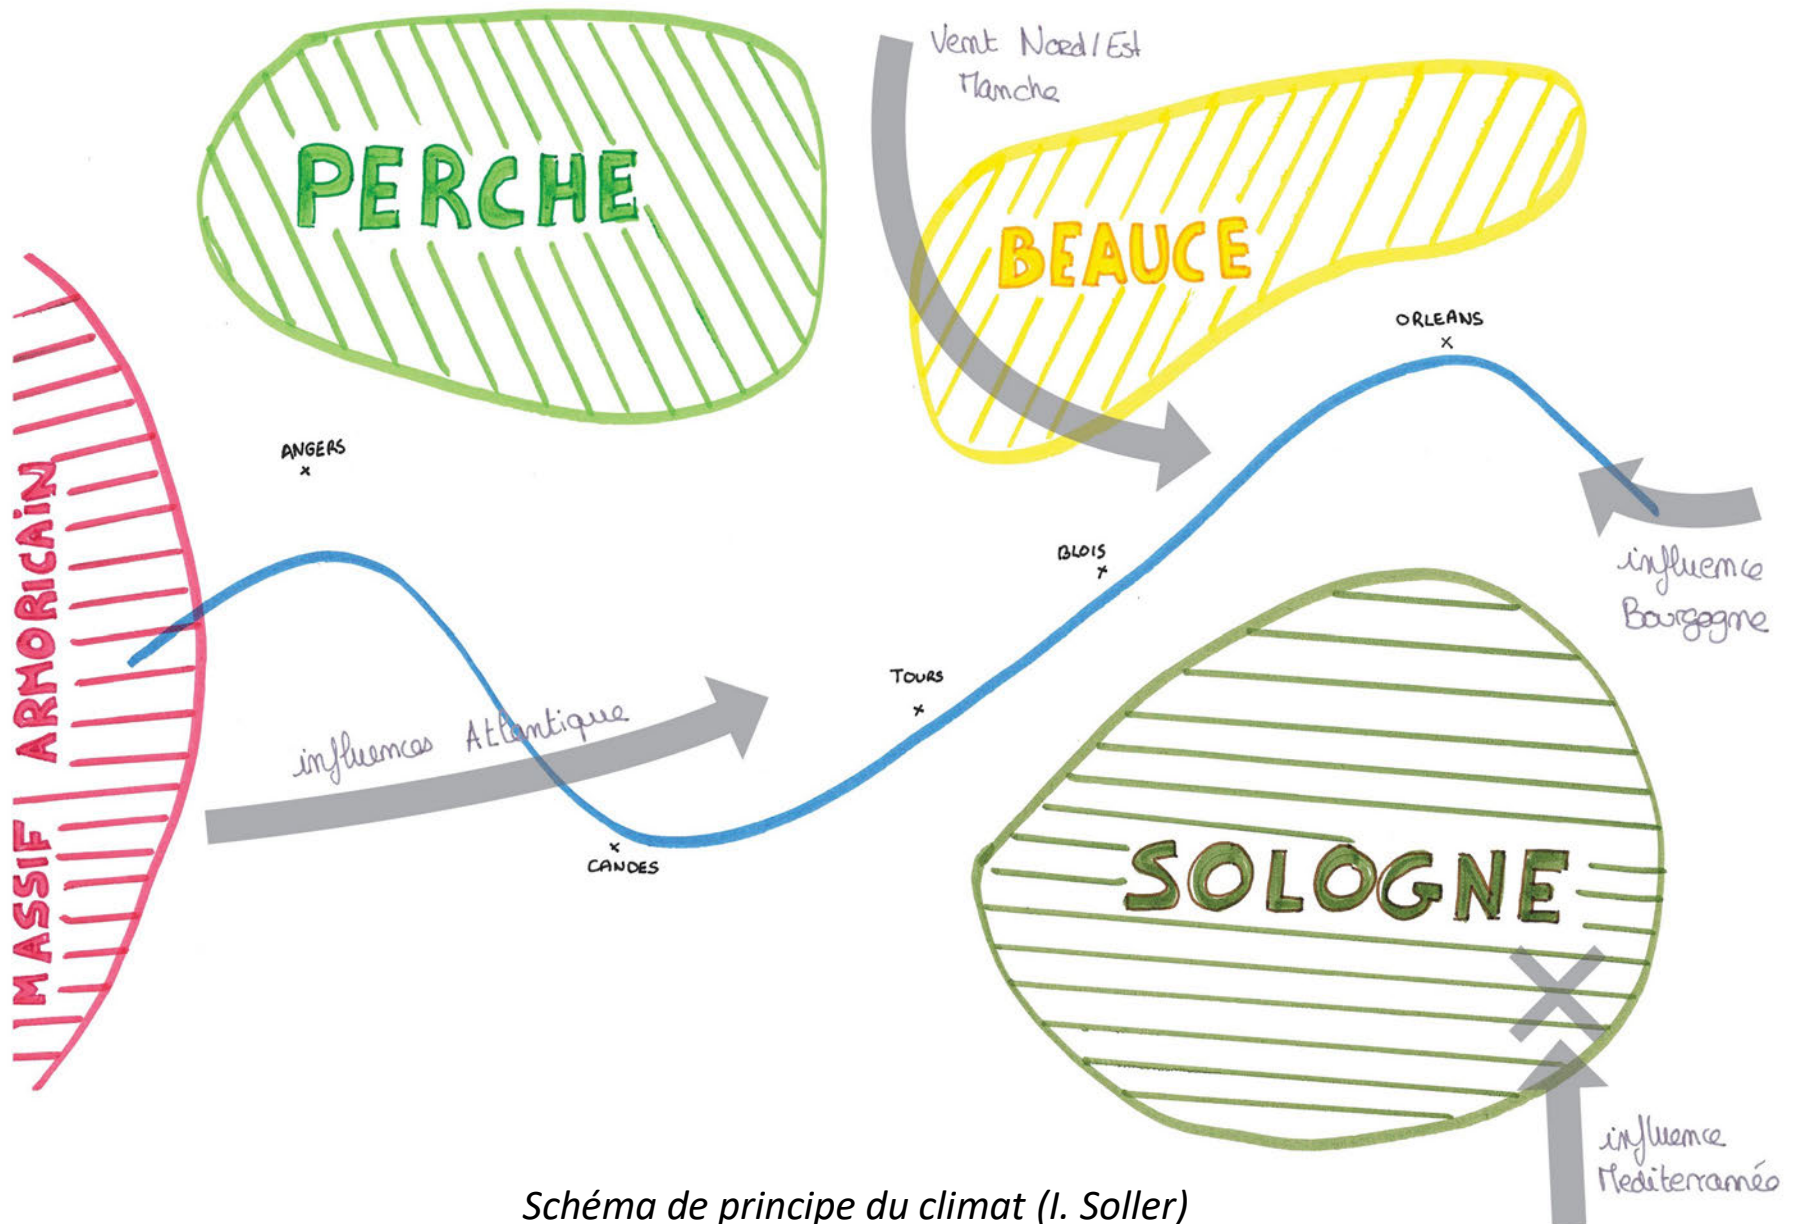 Vent Nord/Est
Manche
PERCHE
BEAUCE
ORLEANS
ANGERS
MASSIF ARMORICAIN
BLOIS
influence
Bourgogne
TOURS
influences Atlantique
CANDES
SOLOGNE
influence
Mediterranée
Schéma de principe du climat (I. Soller)